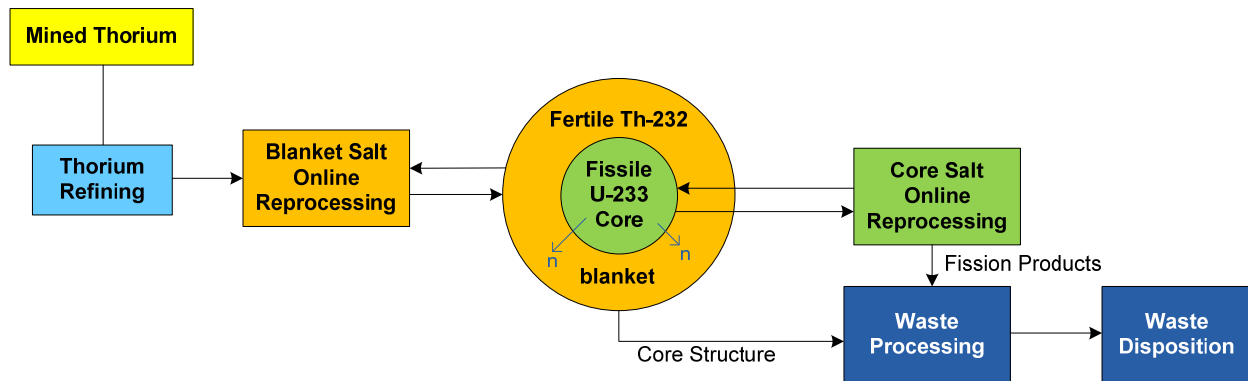 Mined Thorium
Thorium
Refining
Blanket Salt
Online
Reprocessing
Fertile Th-232
Fissile
U-233
Core
n
n
blanket
Core Salt
Online
Reprocessing
Fission Products
Core Structure
Waste
Processing
Waste
Disposition